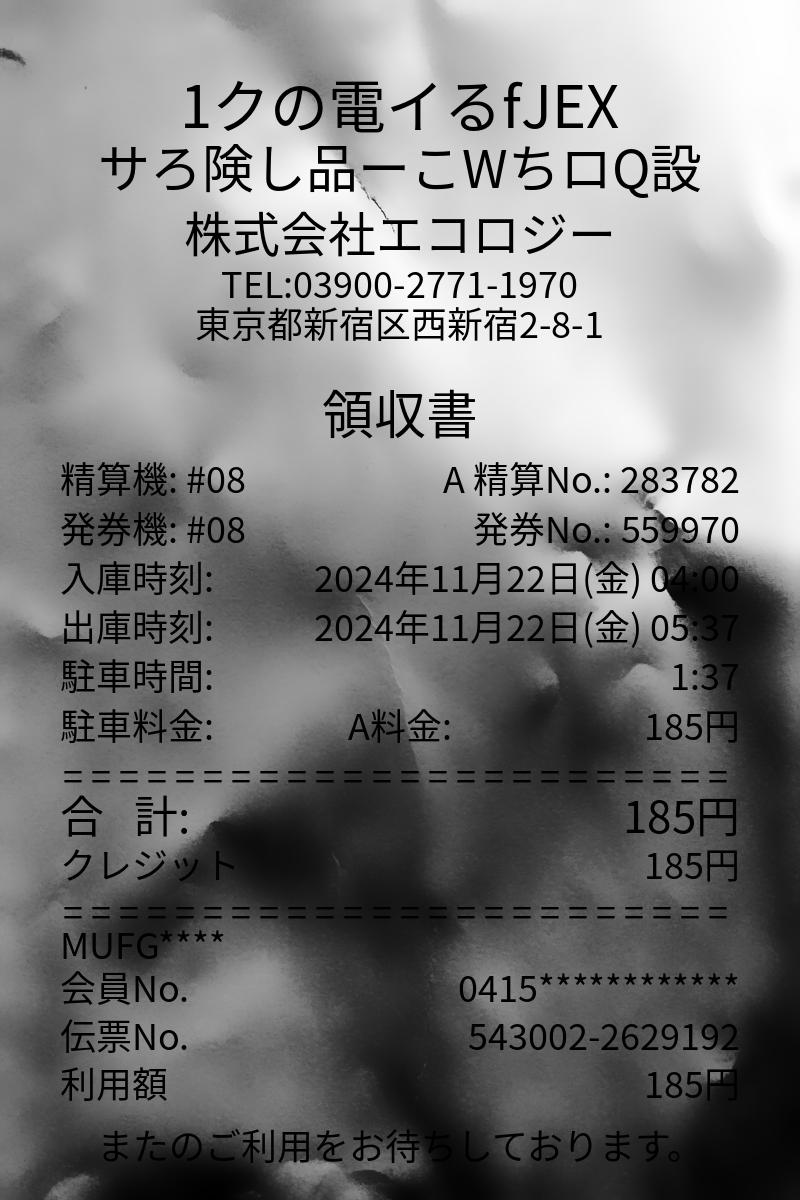 1クの電イるfJEX
サろ険し品ーこWちロQ設
株式会社エコロジー
TEL:03900-2771-1970
東京都新宿区西新宿2-8-1
領収書
精算機: #08 A 精算No.: 283782
発券機: #08 発券No.: 559970
入庫時刻: 2024年11月22日(金) 04:00
出庫時刻: 2024年11月22日(金) 05:37
駐車時間: 1:37
駐車料金: A料金: 185円
========================
合 計: 185円
クレジット 185円
========================
MUFG****
会員No. 0415************
伝票No. 543002-2629192
利用額 185円
またのご利用をお待ちしております。